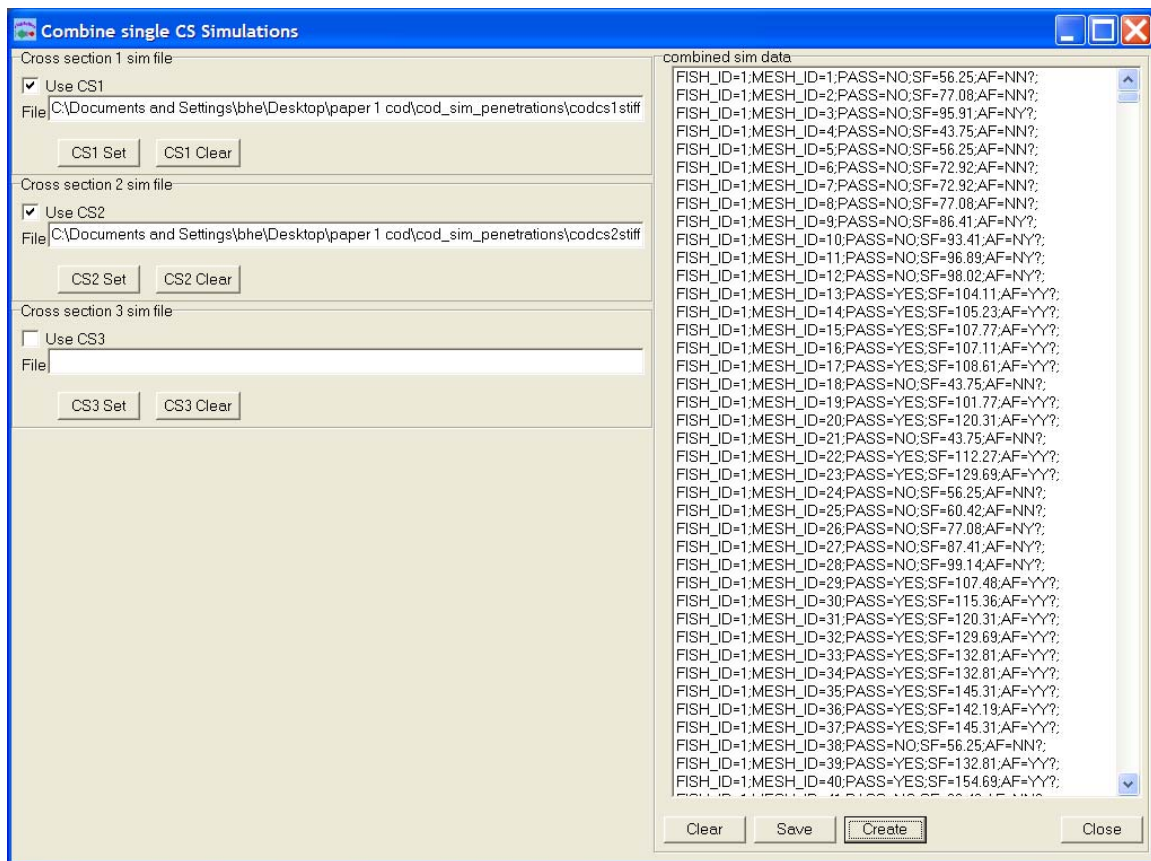 Combine single CS Simulations
Cross section 1 sim file
Use CS1
File C:\Documents and Settings\bhe\Desktop\paper 1 cod\cod_sim_penetrations\codcs1stiff
CS1 Set CS1 Clear
Cross section 2 sim file
Use CS2
File C:\Documents and Settings\bhe\Desktop\paper 1 cod\cod_sim_penetrations\codcs2stiff
CS2 Set CS2 Clear
Cross section 3 sim file
Use CS3
File
CS3 Set CS3 Clear
combined sim data
FISH_ID=1;MESH_ID=1;PASS=NO;SF=56.25;AF=NN?;
FISH_ID=1;MESH_ID=2;PASS=NO;SF=77.08;AF=NN?;
FISH_ID=1;MESH_ID=3;PASS=NO;SF=95.91;AF=NY?;
FISH_ID=1;MESH_ID=4;PASS=NO;SF=43.75;AF=NN?;
FISH_ID=1;MESH_ID=5;PASS=NO;SF=56.25;AF=NN?;
FISH_ID=1;MESH_ID=6;PASS=NO;SF=72.92;AF=NN?;
FISH_ID=1;MESH_ID=7;PASS=NO;SF=72.92;AF=NN?;
FISH_ID=1;MESH_ID=8;PASS=NO;SF=77.08;AF=NN?;
FISH_ID=1;MESH_ID=9;PASS=NO;SF=86.41;AF=NY?;
FISH_ID=1;MESH_ID=10;PASS=NO;SF=93.41;AF=NY?;
FISH_ID=1;MESH_ID=11;PASS=NO;SF=96.89;AF=NY?;
FISH_ID=1;MESH_ID=12;PASS=NO;SF=98.02;AF=NY?;
FISH_ID=1;MESH_ID=13;PASS=YES;SF=104.11;AF=YY?;
FISH_ID=1;MESH_ID=14;PASS=YES;SF=105.23;AF=YY?;
FISH_ID=1;MESH_ID=15;PASS=YES;SF=107.77;AF=YY?;
FISH_ID=1;MESH_ID=16;PASS=YES;SF=107.11;AF=YY?;
FISH_ID=1;MESH_ID=17;PASS=YES;SF=108.61;AF=YY?;
FISH_ID=1;MESH_ID=18;PASS=NO;SF=43.75;AF=NN?;
FISH_ID=1;MESH_ID=19;PASS=YES;SF=101.77;AF=YY?;
FISH_ID=1;MESH_ID=20;PASS=YES;SF=120.31;AF=YY?;
FISH_ID=1;MESH_ID=21;PASS=NO;SF=43.75;AF=NN?;
FISH_ID=1;MESH_ID=22;PASS=YES;SF=112.27;AF=YY?;
FISH_ID=1;MESH_ID=23;PASS=YES;SF=129.69;AF=YY?;
FISH_ID=1;MESH_ID=24;PASS=NO;SF=56.25;AF=NN?;
FISH_ID=1;MESH_ID=25;PASS=NO;SF=60.42;AF=NN?;
FISH_ID=1;MESH_ID=26;PASS=NO;SF=77.08;AF=NY?;
FISH_ID=1;MESH_ID=27;PASS=NO;SF=87.41;AF=NY?;
FISH_ID=1;MESH_ID=28;PASS=NO;SF=99.14;AF=NY?;
FISH_ID=1;MESH_ID=29;PASS=YES;SF=107.48;AF=YY?;
FISH_ID=1;MESH_ID=30;PASS=YES;SF=115.36;AF=YY?;
FISH_ID=1;MESH_ID=31;PASS=YES;SF=120.31;AF=YY?;
FISH_ID=1;MESH_ID=32;PASS=YES;SF=129.69;AF=YY?;
FISH_ID=1;MESH_ID=33;PASS=YES;SF=132.81;AF=YY?;
FISH_ID=1;MESH_ID=34;PASS=YES;SF=132.81;AF=YY?;
FISH_ID=1;MESH_ID=35;PASS=YES;SF=145.31;AF=YY?;
FISH_ID=1;MESH_ID=36;PASS=YES;SF=142.19;AF=YY?;
FISH_ID=1;MESH_ID=37;PASS=YES;SF=145.31;AF=YY?;
FISH_ID=1;MESH_ID=38;PASS=NO;SF=56.25;AF=NN?;
FISH_ID=1;MESH_ID=39;PASS=YES;SF=132.81;AF=YY?;
FISH_ID=1;MESH_ID=40;PASS=YES;SF=154.69;AF=YY?;
Clear Save Create Close